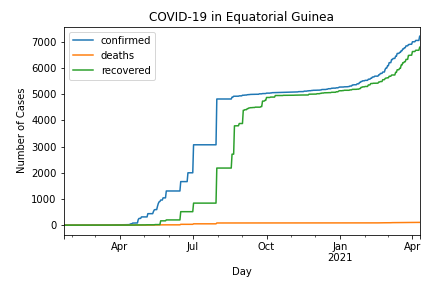 COVID-19 in Equatorial Guinea
confirmed
deaths
recovered
Number of Cases
7000
6000
5000
4000
3000
2000
1000
0
Apr
Jul
Oct
Jan
2021
Apr
Day